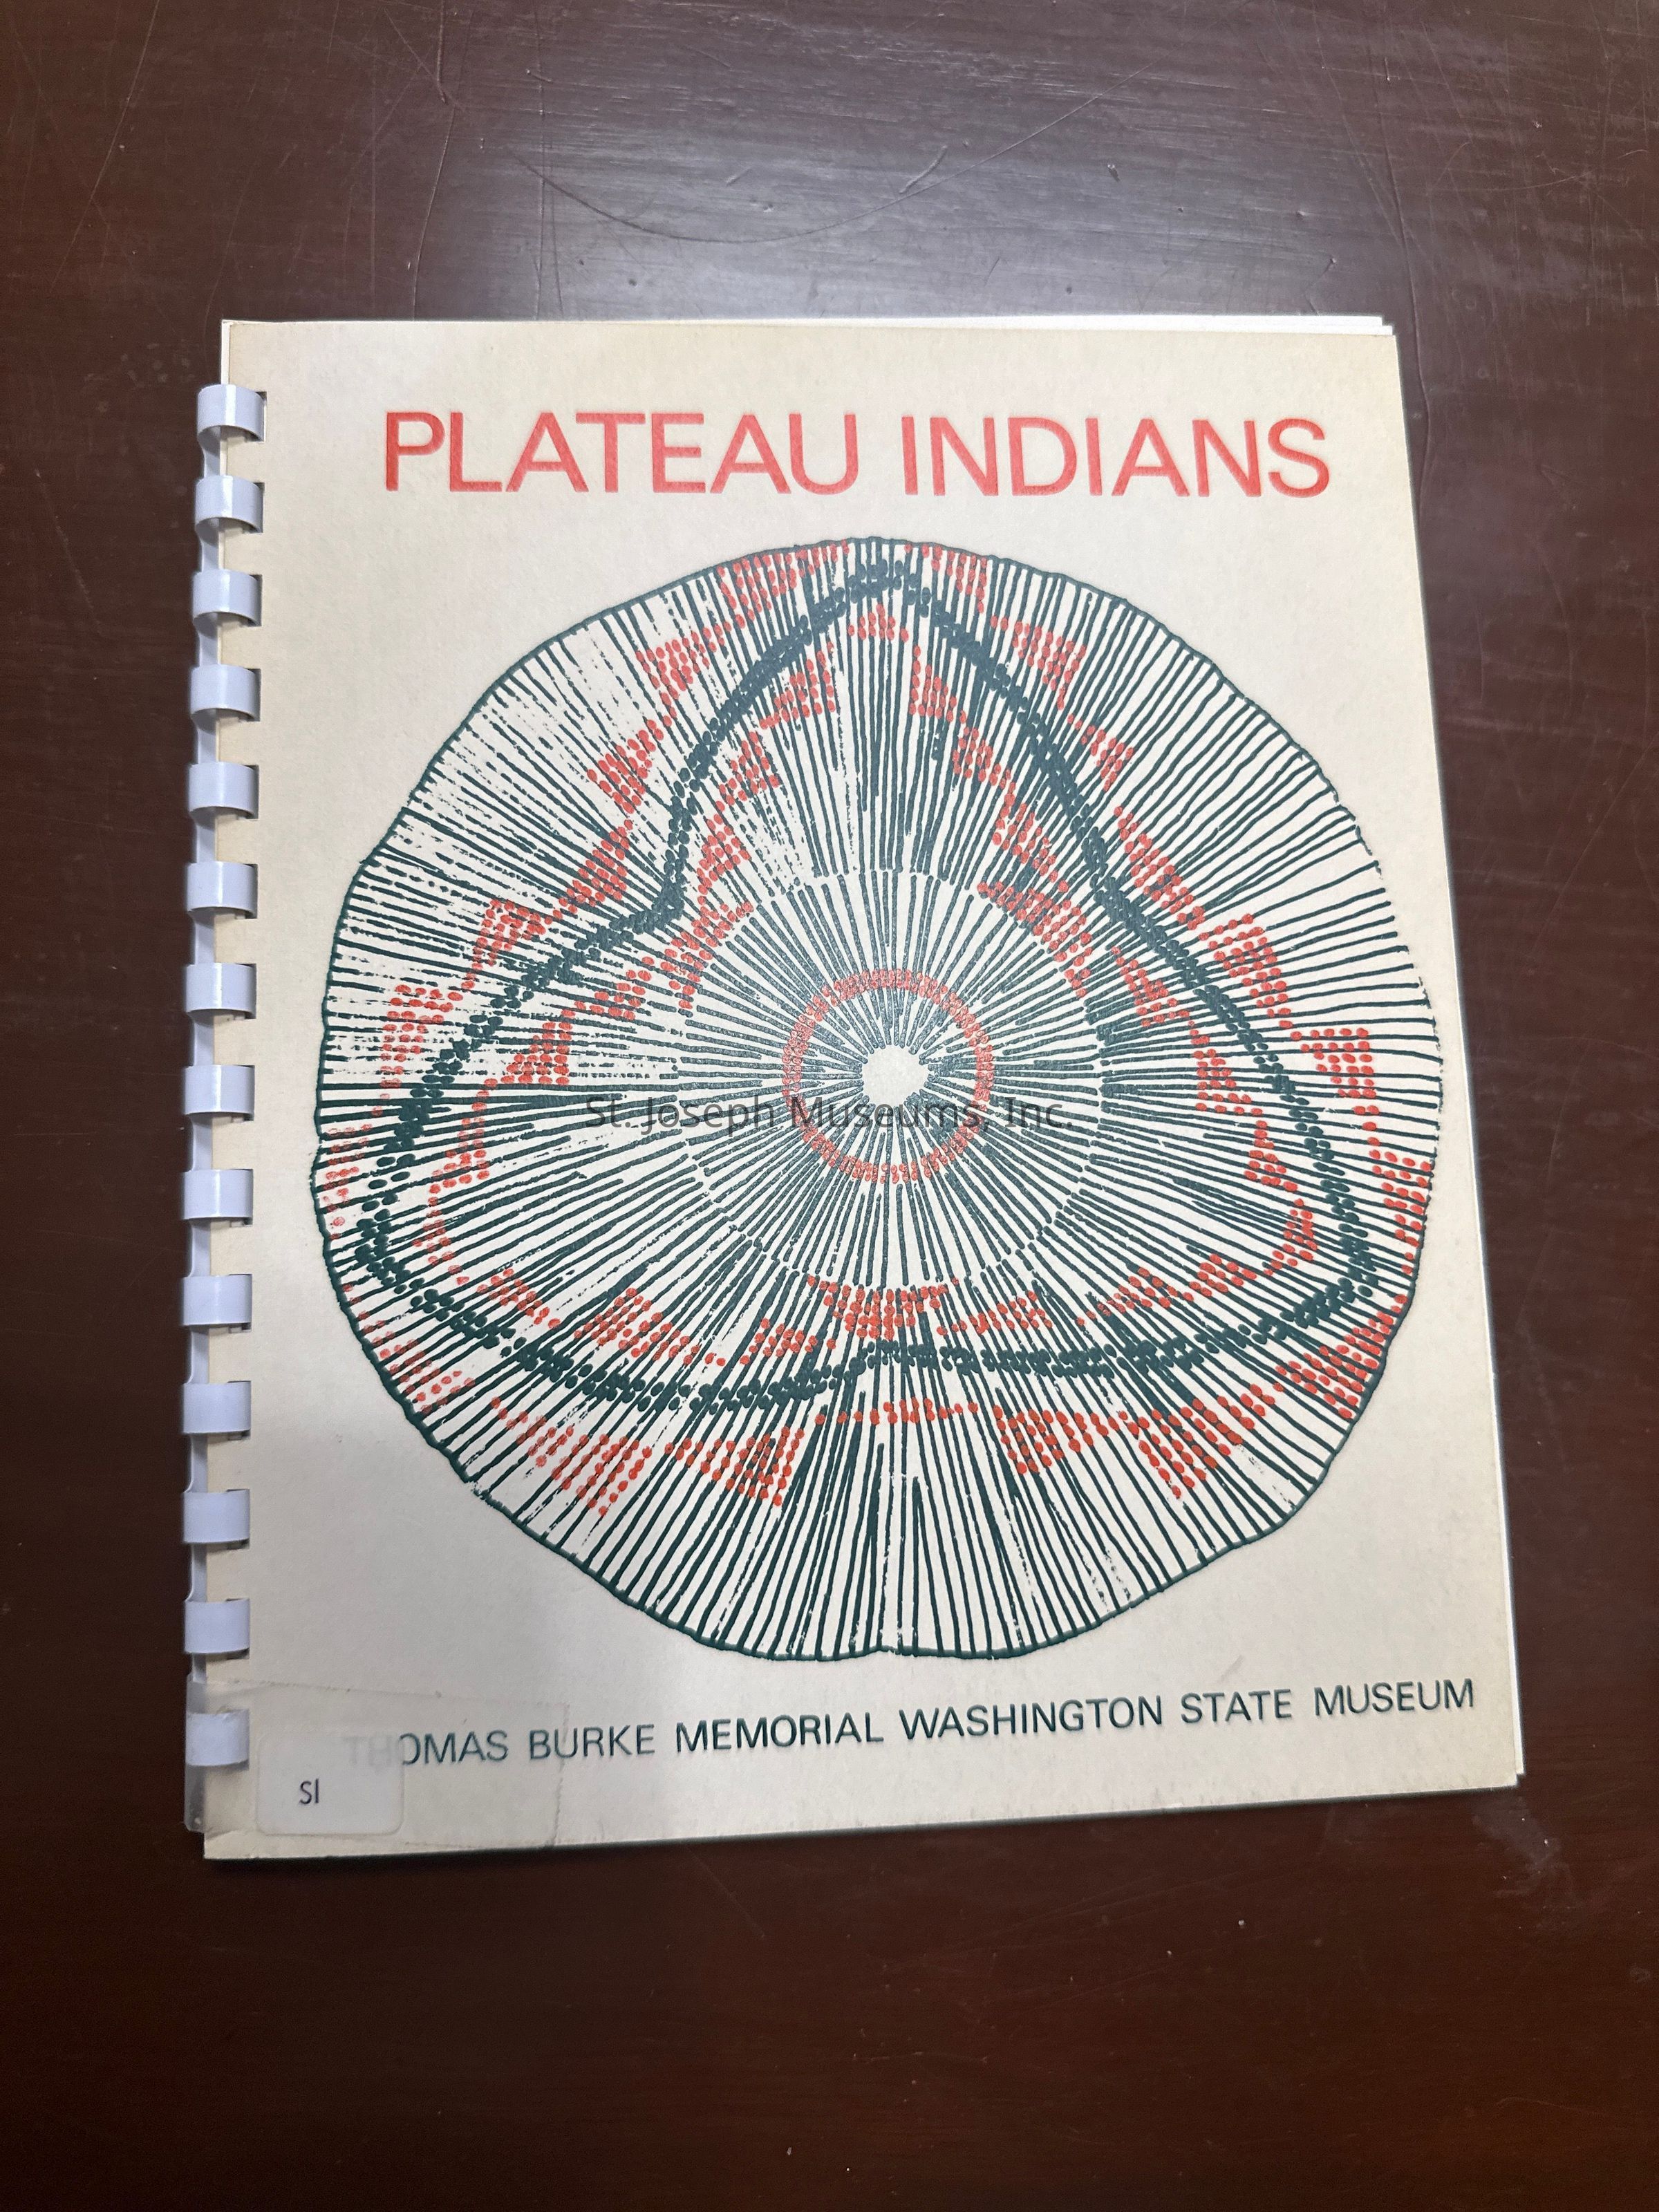 PLATEAU INDIANS
St. Joseph Museums, Inc.
THOMAS BURKE MEMORIAL WASHINGTON STATE MUSEUM
SI